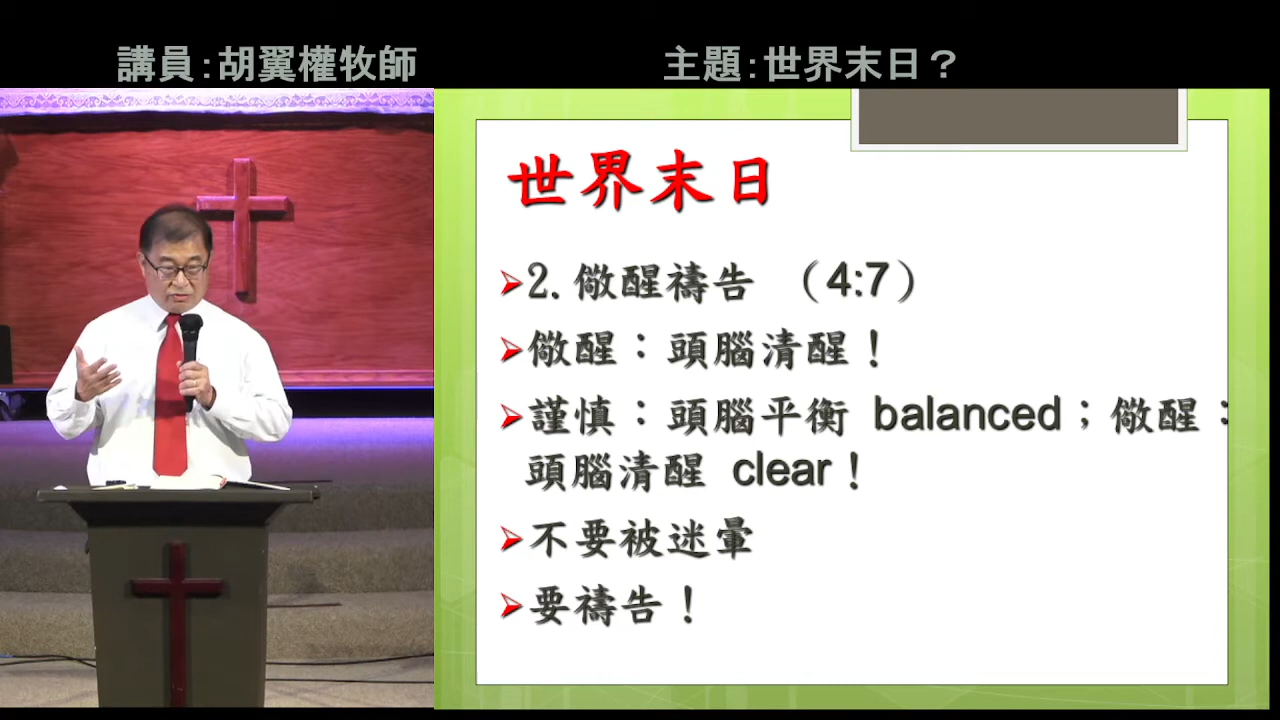 講員:胡翼權牧師
主題:世界末日?
世界末日
2.儆醒禱告 (4:7)
儆醒:頭腦清醒!
謹慎:頭腦平衡 balanced;儆醒:
頭腦清醒 clear!
不要被迷暈
要禱告!